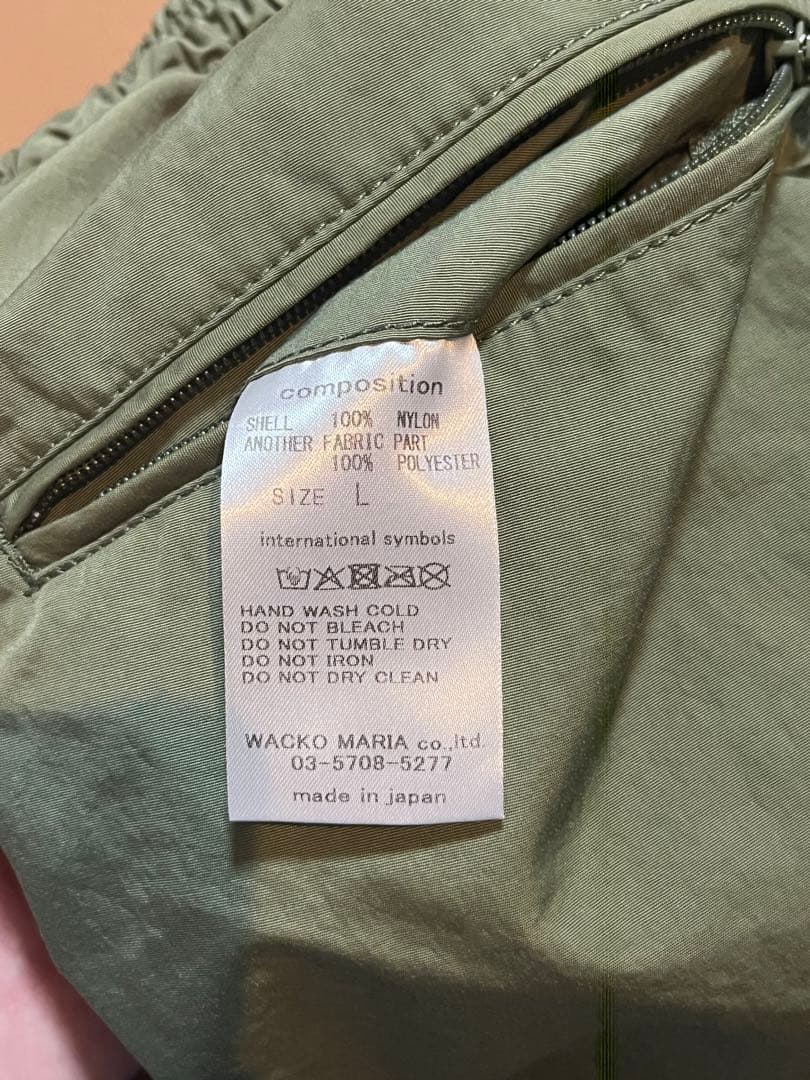 composition
SHELL 100% NYLON
ANOTHER FABRIC PART
100% POLYESTER
SIZE L
international symbols
HAND WASH COLD
DO NOT BLEACH
DO NOT TUMBLE DRY
DO NOT IRON
DO NOT DRY CLEAN
WACKO MARIA co.,ltd.
03-5708-5277
made in japan